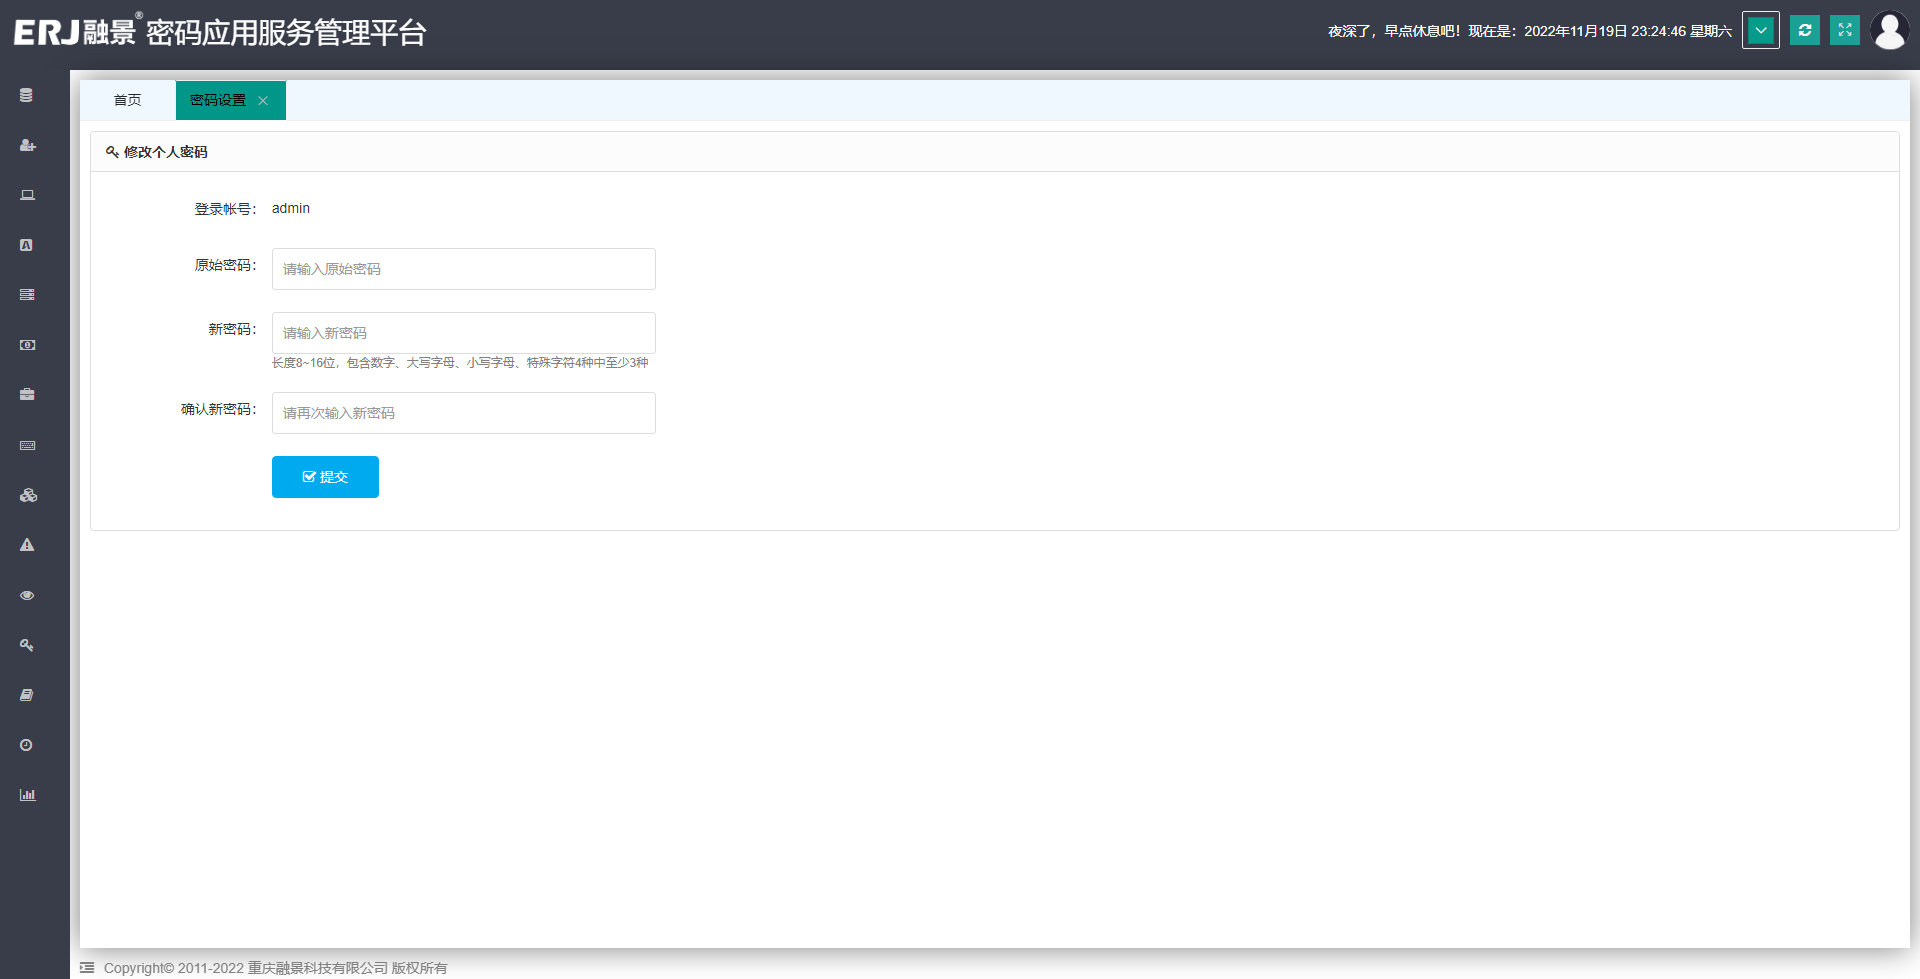 ERJ融景® 密码应用服务管理平台
夜深了，早点休息吧！现在是：2022年11月19日 23:24:46 星期六
首页
密码设置
修改个人密码
登录帐号： admin
原始密码： 请输入原始密码
新密码： 请输入新密码
长度8~16位，包含数字、大写字母、小写字母、特殊字符4种中至少3种
确认新密码： 请再次输入新密码
提交
Copyright© 2011-2022 重庆融景科技有限公司 版权所有